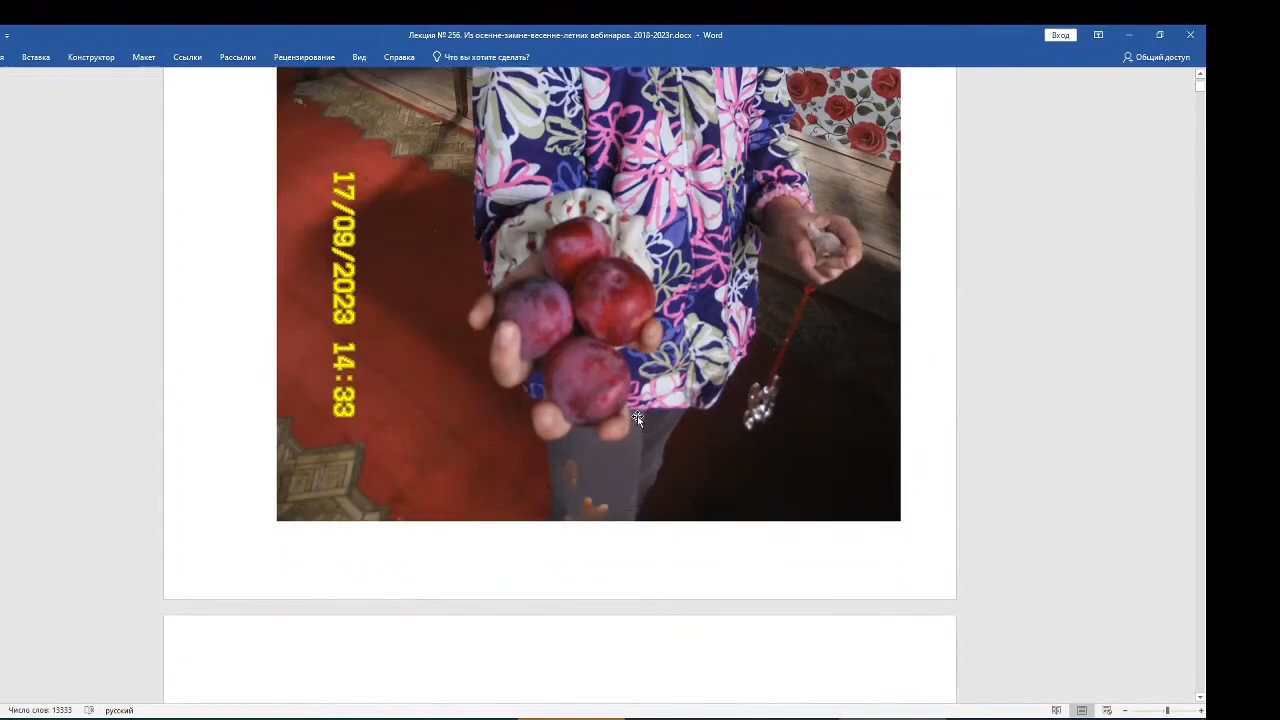 Лекция № 256. Из осенне-зимне-весенне-летних вебинаров. 2018-2023г.docx - Word
Вход
Вставка Конструктор Макет Ссылки Рассылки Рецензирование Вид Справка Что вы хотите сделать? Общий доступ
17/09/2023 14:33
Число слов: 13333 русский